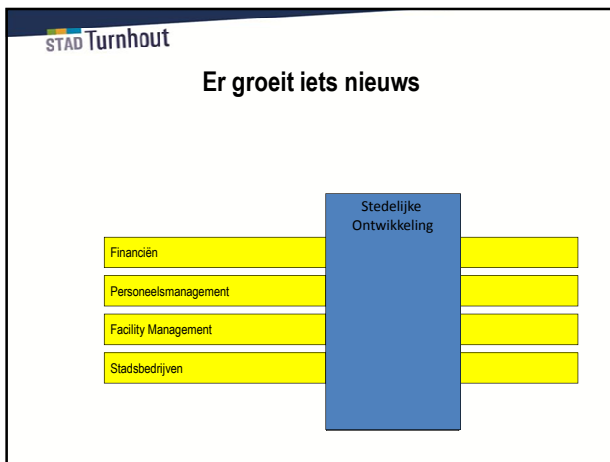 STAD Turnhout
Er groeit iets nieuws
Stedelijke
Ontwikkeling
Financiën
Personeelsmanagement
Facility Management
Stadsbedrijven